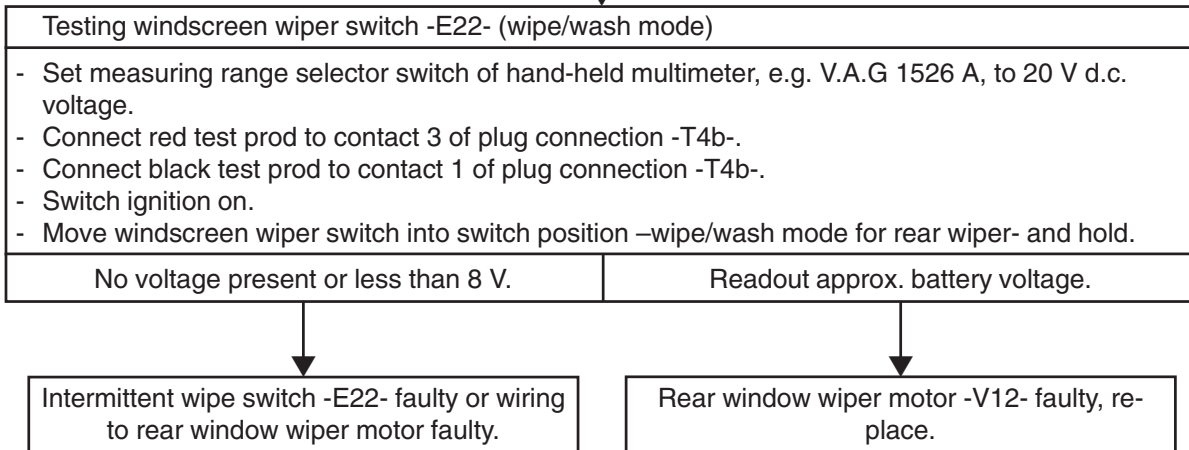 Testing windscreen wiper switch -E22- (wipe/wash mode)
- Set measuring range selector switch of hand-held multimeter, e.g. V.A.G 1526 A, to 20 V d.c.
voltage.
- Connect red test prod to contact 3 of plug connection -T4b-.
- Connect black test prod to contact 1 of plug connection -T4b-.
- Switch ignition on.
- Move windscreen wiper switch into switch position –wipe/wash mode for rear wiper- and hold.
No voltage present or less than 8 V.
Readout approx. battery voltage.
Intermittent wipe switch -E22- faulty or wiring
to rear window wiper motor faulty.
Rear window wiper motor -V12- faulty, re-
place.